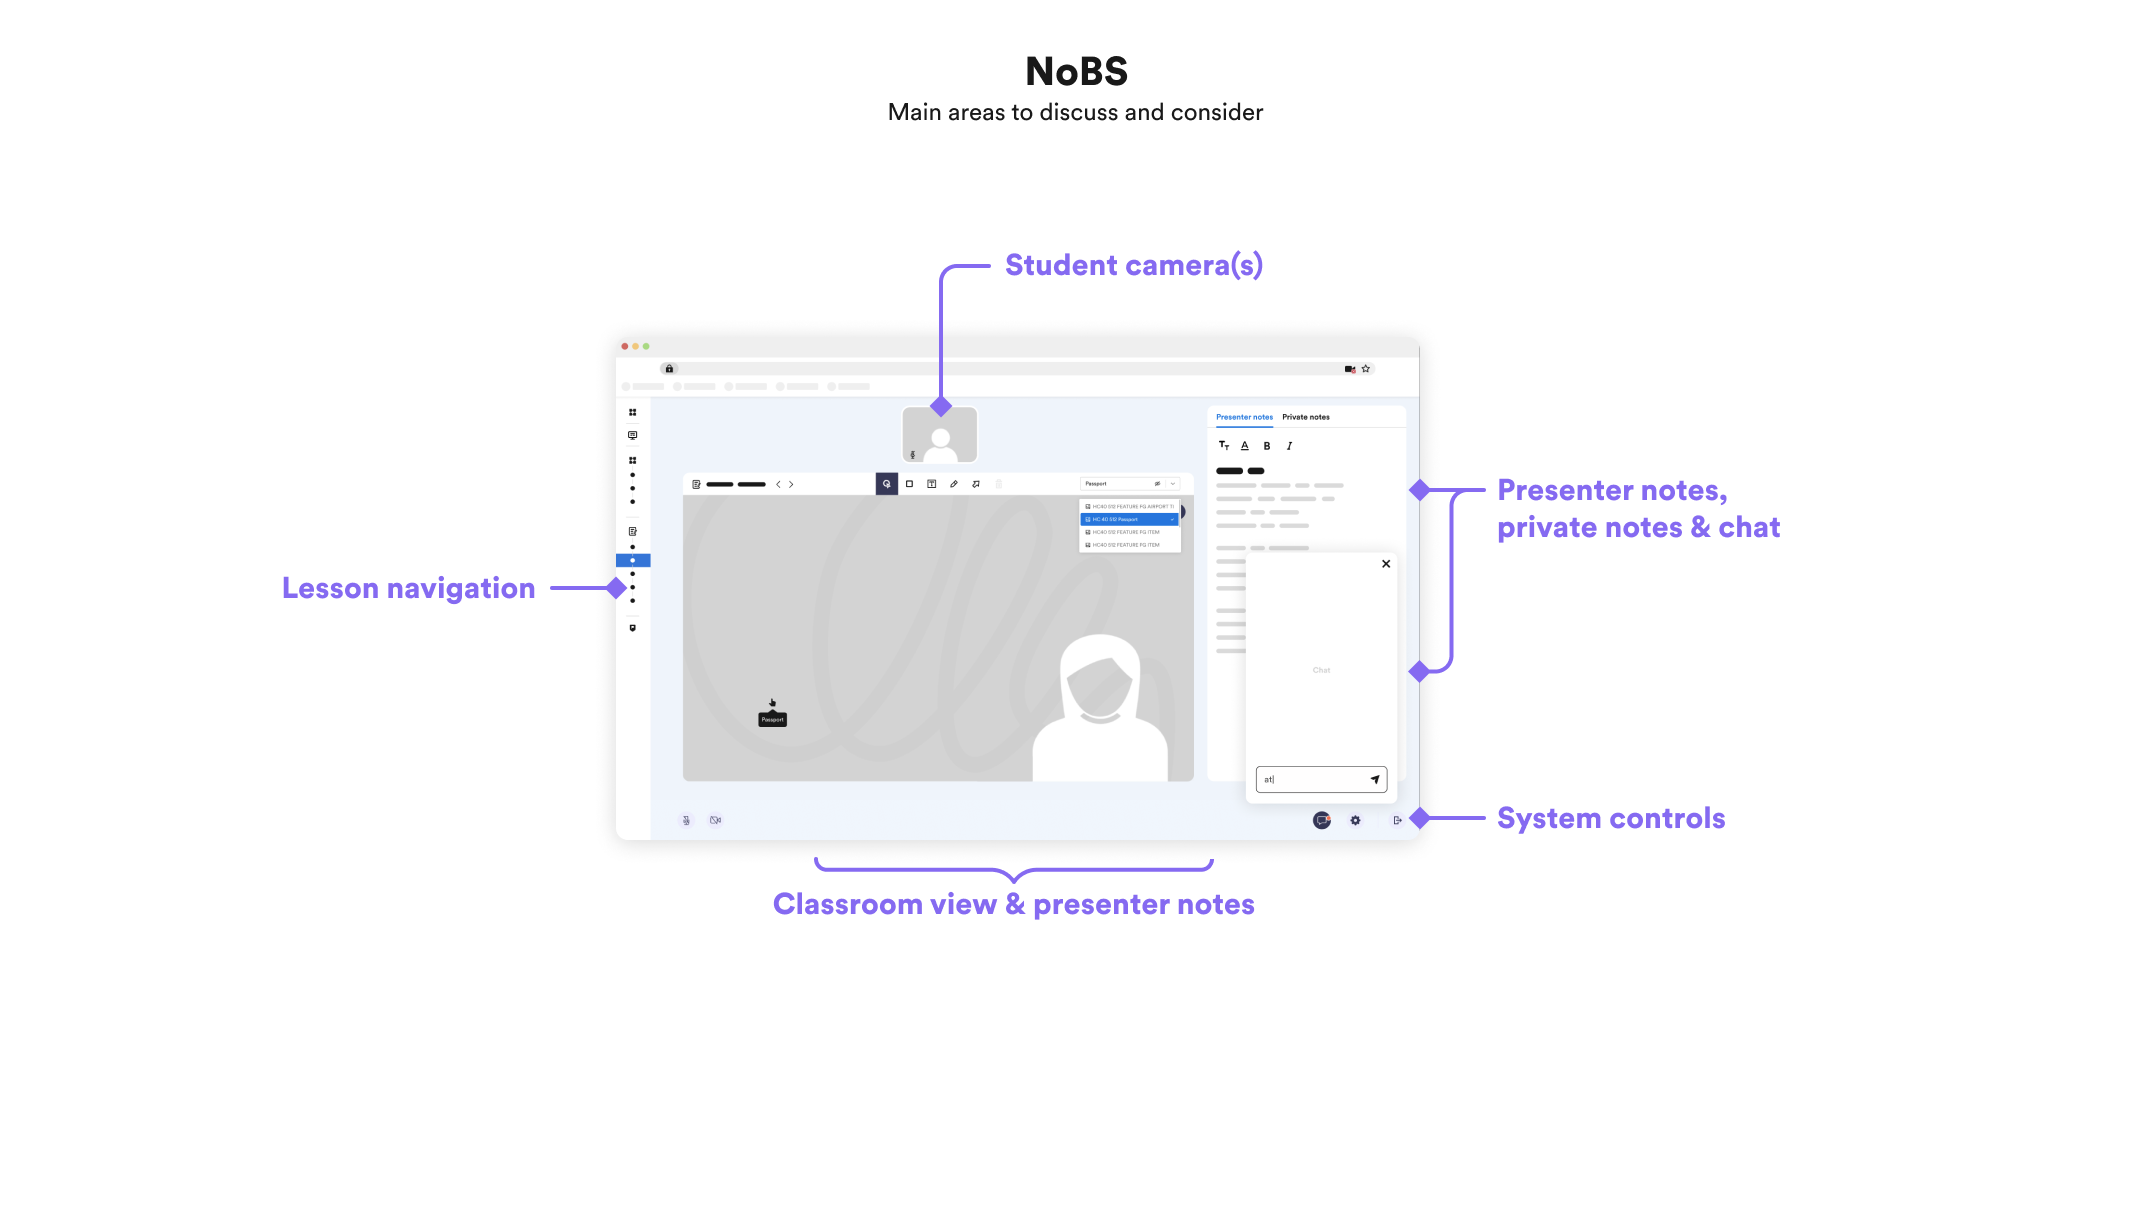 NoBS
Main areas to discuss and consider
Student camera(s)
Presenter notes Private notes
B I
Passport
HC40 S12 FEATURE FG AIRPORT TI
HC 40 S12 Passport
HC40 S12 FEATURE FG ITEM
HC40 S12 FEATURE FG ITEM
Presenter notes,
private notes & chat
Lesson navigation
Chat
Passport
at
System controls
Classroom view & presenter notes